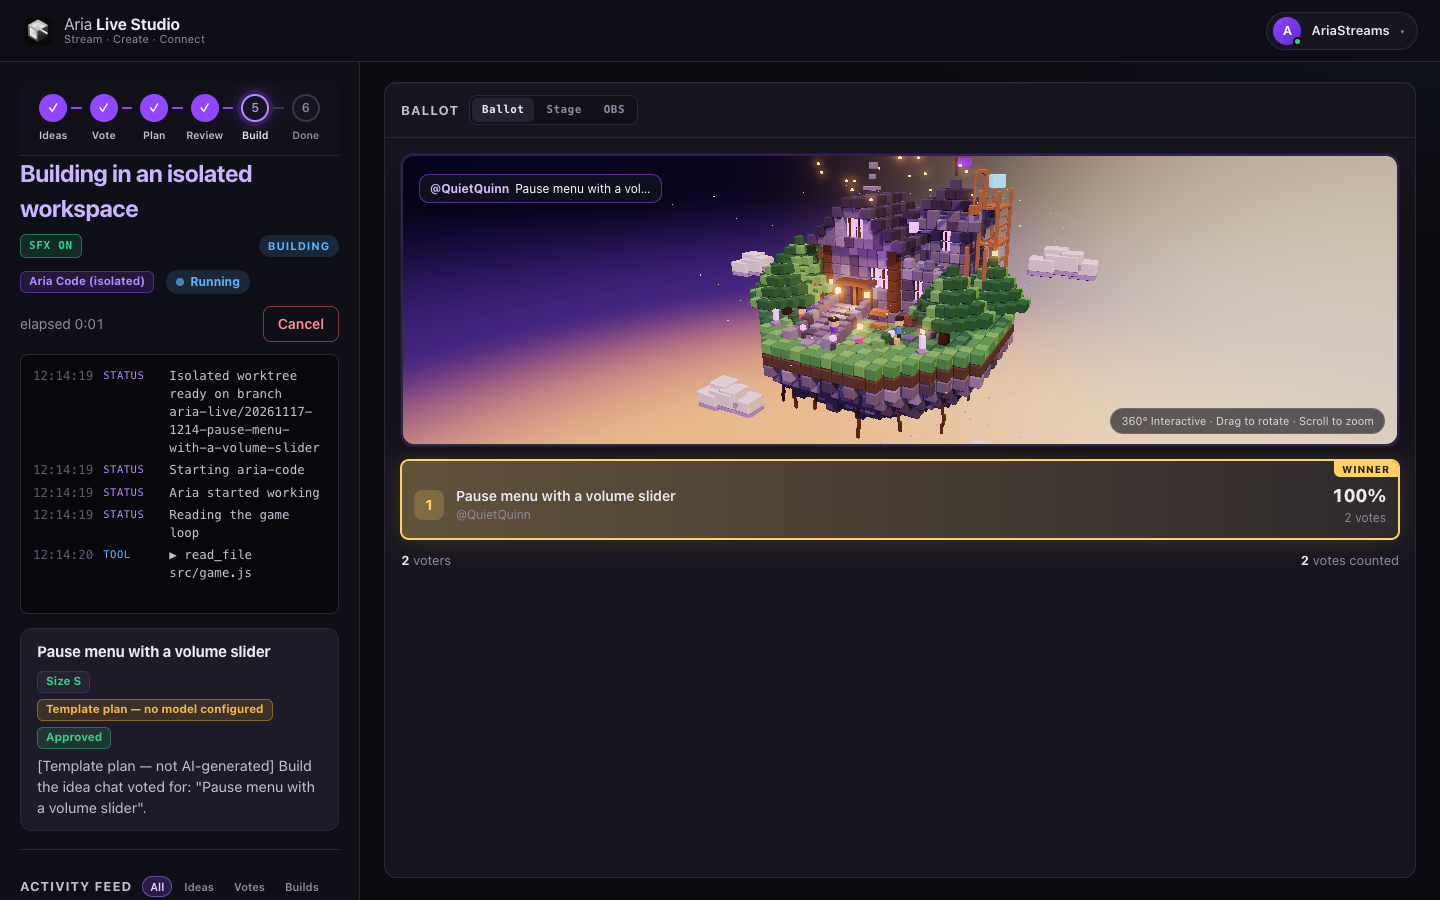 Aria Live Studio
Stream · Create · Connect
A AriaStreams
5 6
Ideas Vote Plan Review Build Done
Building in an isolated
workspace
SFX ON BUILDING
Aria Code (isolated) Running
elapsed 0:01 Cancel
12:14:19 STATUS Isolated worktree
ready on branch
aria-live/20261117-
1214-pause-menu-
with-a-volume-slider
12:14:19 STATUS Starting aria-code
12:14:19 STATUS Aria started working
12:14:19 STATUS Reading the game
loop
12:14:20 TOOL ▶ read_file
src/game.js
Pause menu with a volume slider
Size S
Template plan — no model configured
Approved
[Template plan — not AI-generated] Build
the idea chat voted for: "Pause menu with
a volume slider".
ACTIVITY FEED All Ideas Votes Builds
BALLOT Ballot Stage OBS
@QuietQuinn Pause menu with a vol...
360° Interactive · Drag to rotate · Scroll to zoom
WINNER
1 Pause menu with a volume slider 100%
@QuietQuinn 2 votes
2 voters 2 votes counted